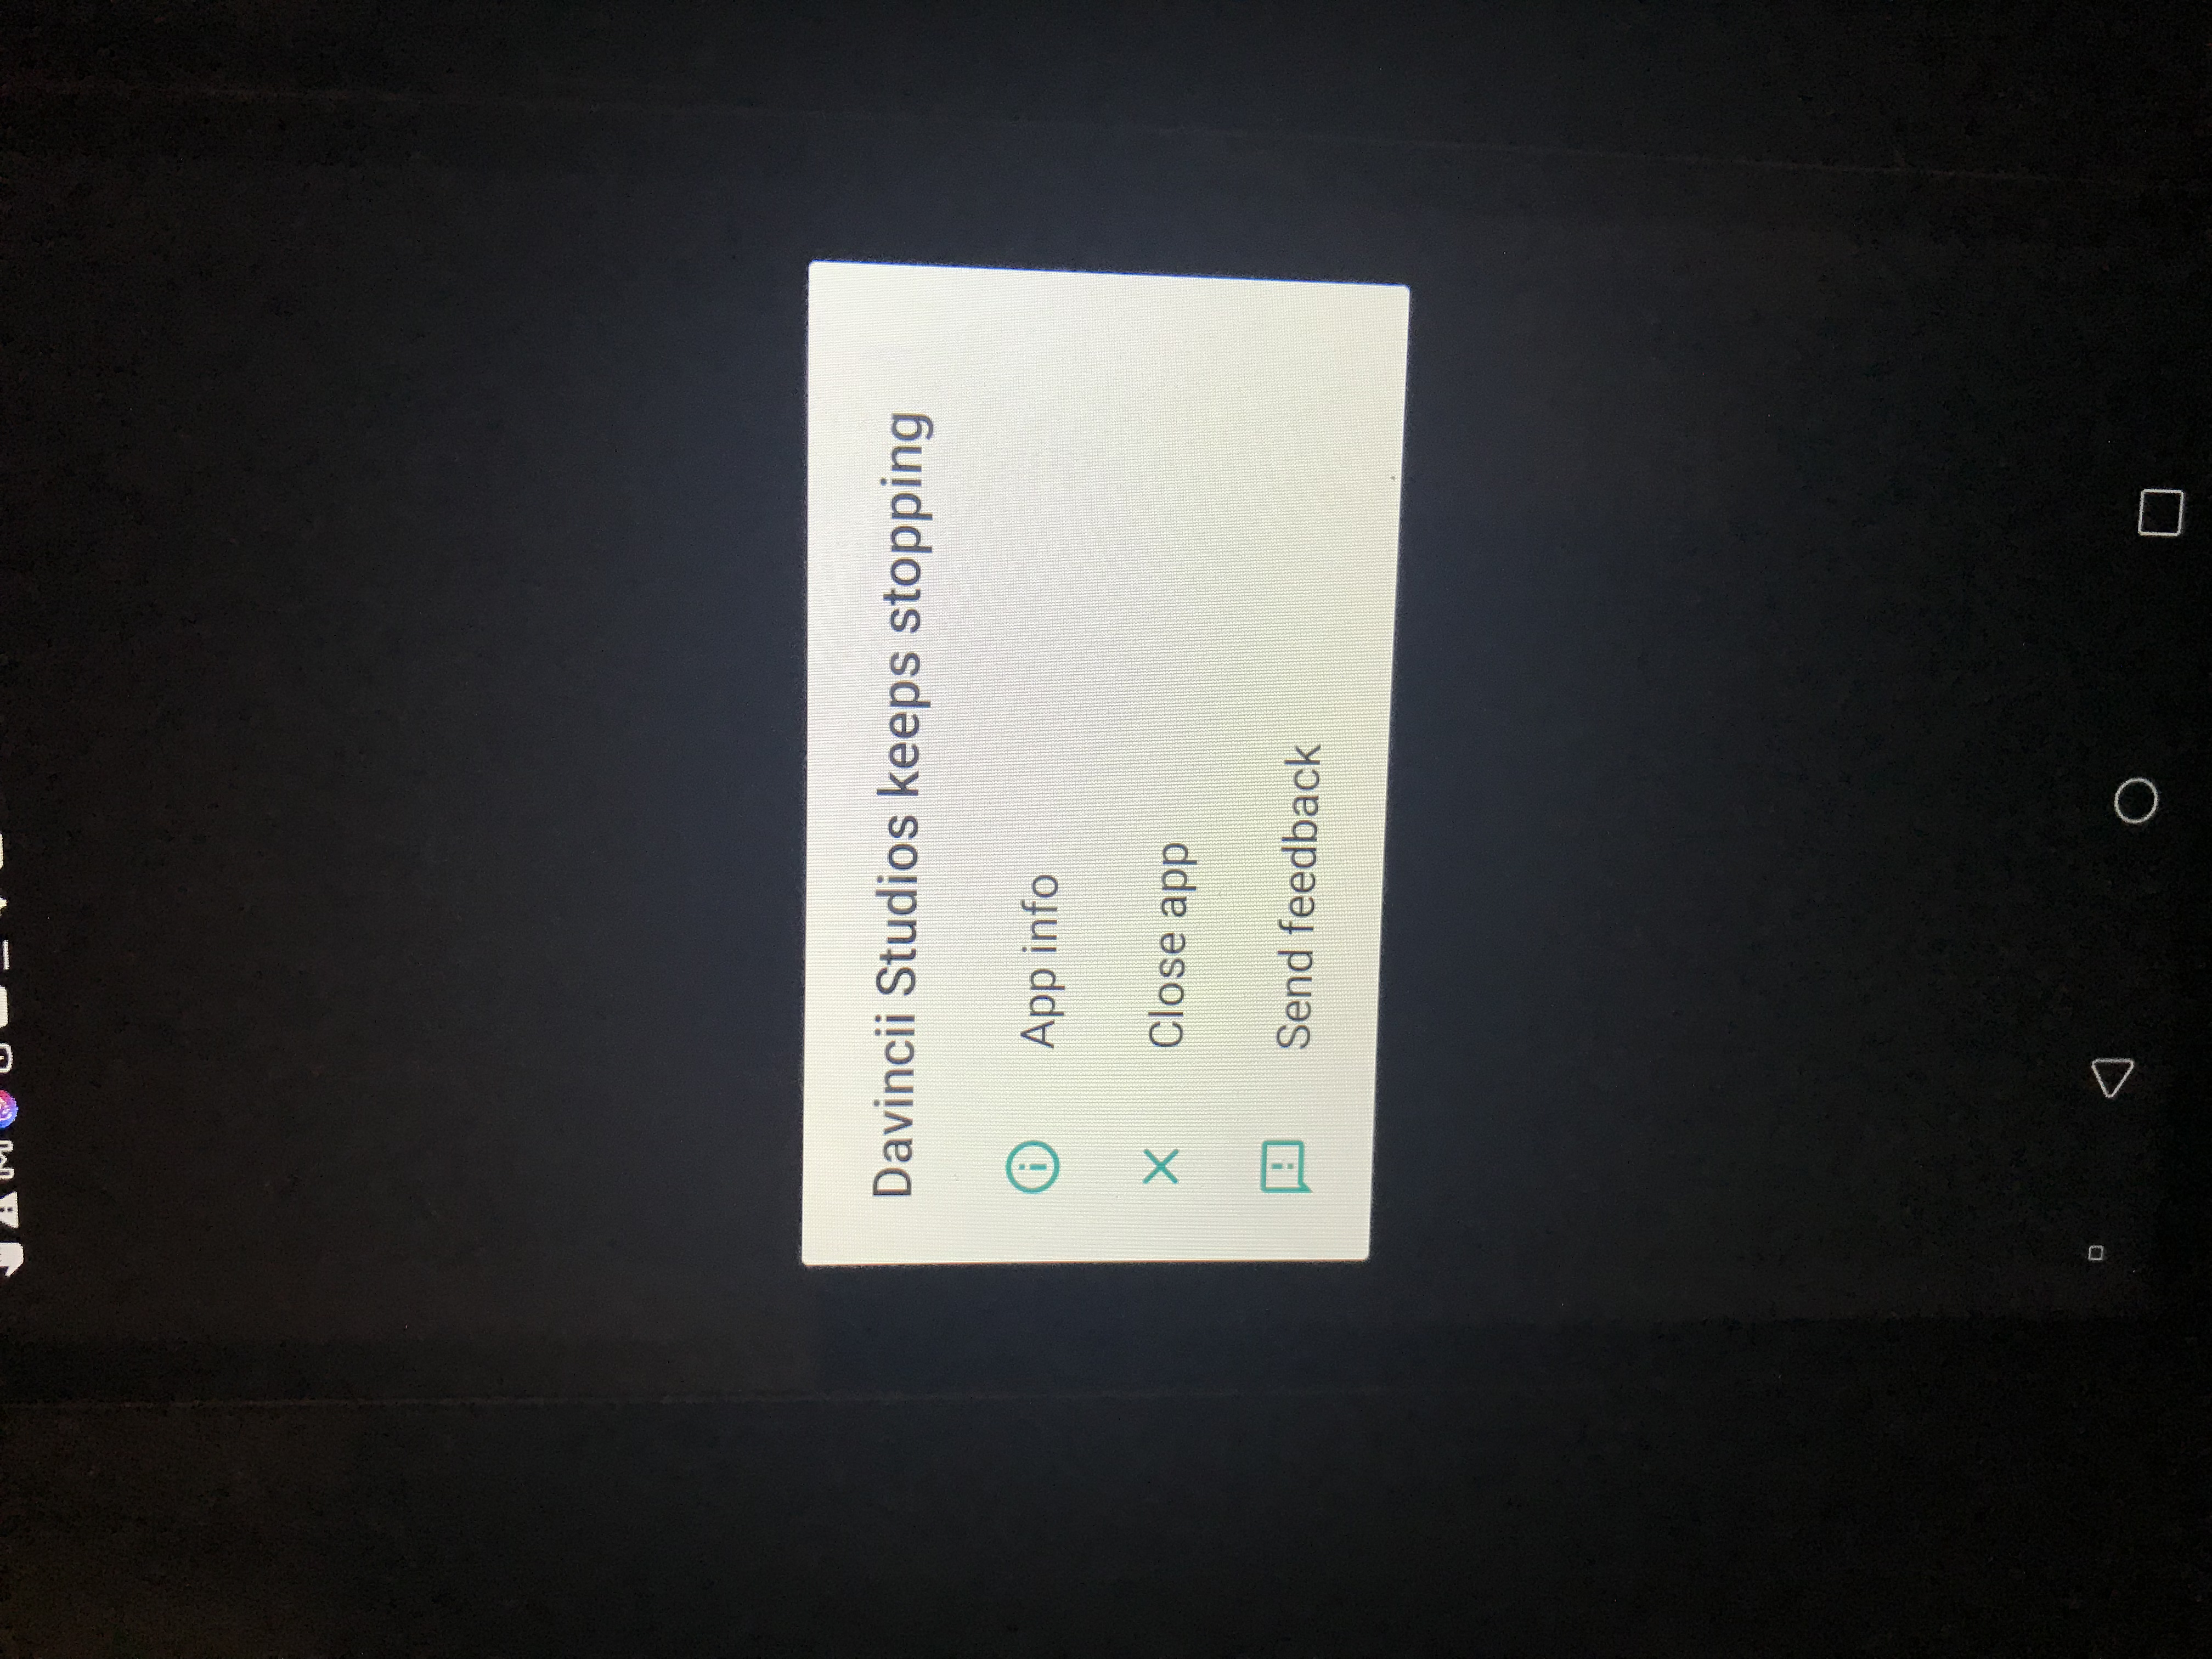 Davincii Studios keeps stopping
App info
Close app
Send feedback